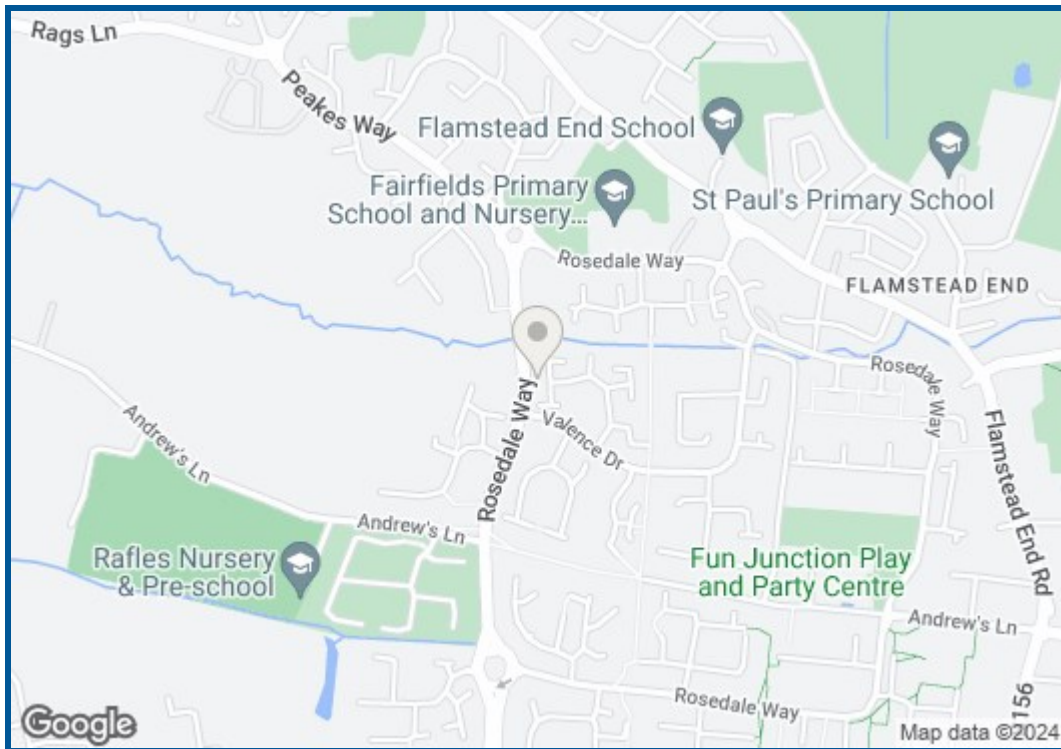 Rags Ln
Peakes Way
Flamstead End School
Fairfields Primary
School and Nursery...
St Paul's Primary School
Rosedale Way
FLAMSTEAD END
Rosedale Way
Andrew's Ln
Rosedale Way
Valence Dr
Flamstead End Rd
Andrew's Ln
Rafles Nursery
& Pre-school
Fun Junction Play
and Party Centre
Andrew's Ln
Rosedale Way
156
Google
Map data ©2024